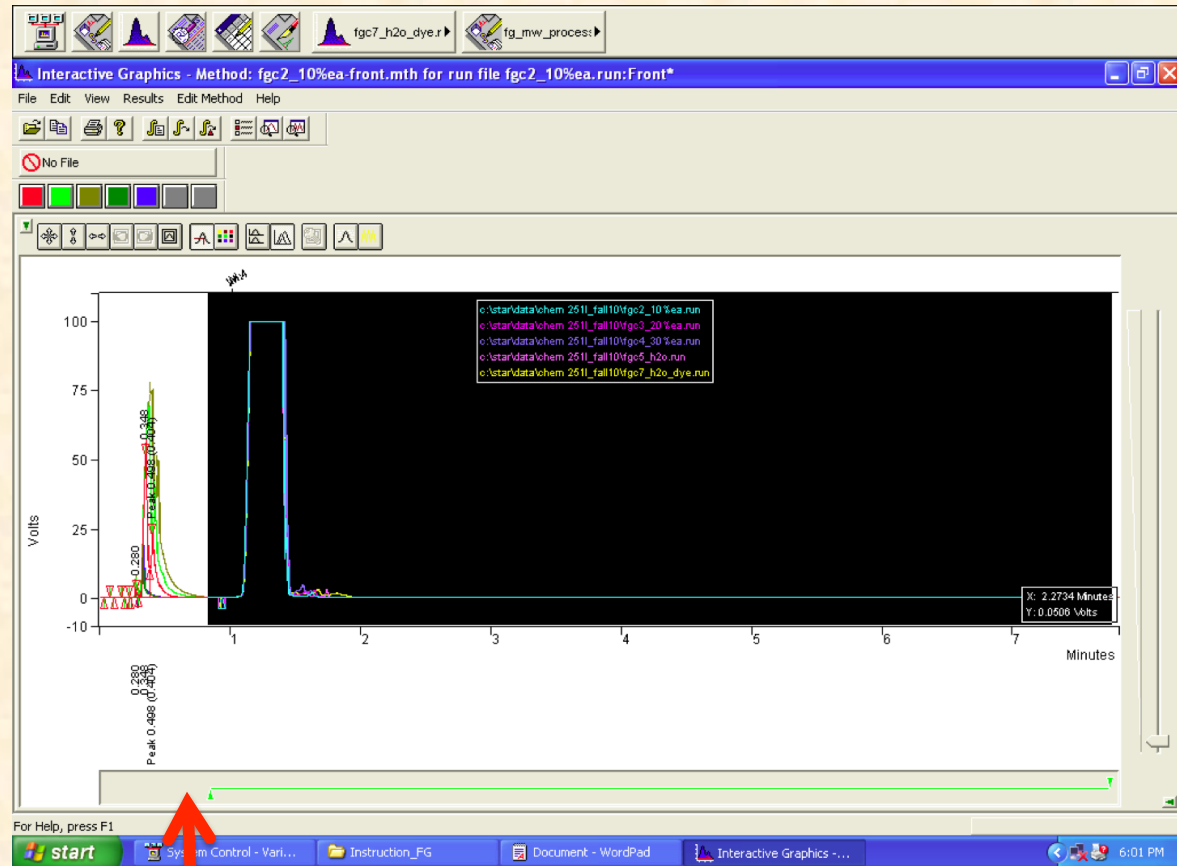 fgc7_h2o_dye.r
fg_mw_process
Interactive Graphics - Method: fgc2_10%ea-front.mth for run file fgc2_10%ea.run:Front*
File Edit View Results Edit Method Help
No File
c:\star\data\chem 251l_fall10\fgc2_10%ea.run
c:\star\data\chem 251l_fall10\fgc3_20%ea.run
c:\star\data\chem 251l_fall10\fgc4_30%ea.run
c:\star\data\chem 251l_fall10\fgc5_h2o.run
c:\star\data\chem 251l_fall10\fgc7_h2o_dye.run
100
75
50
25
0
-10
Volts
0.280
0.348
Peak 0.498 (0.404)
X: 2.2734 Minutes
Y: 0.0506 Volts
1 2 3 4 5 6 7
Minutes
0.280
0.348
Peak 0.498 (0.404)
For Help, press F1
start
System Control - Vari...
Instruction_FG
Document - WordPad
Interactive Graphics -...
6:01 PM